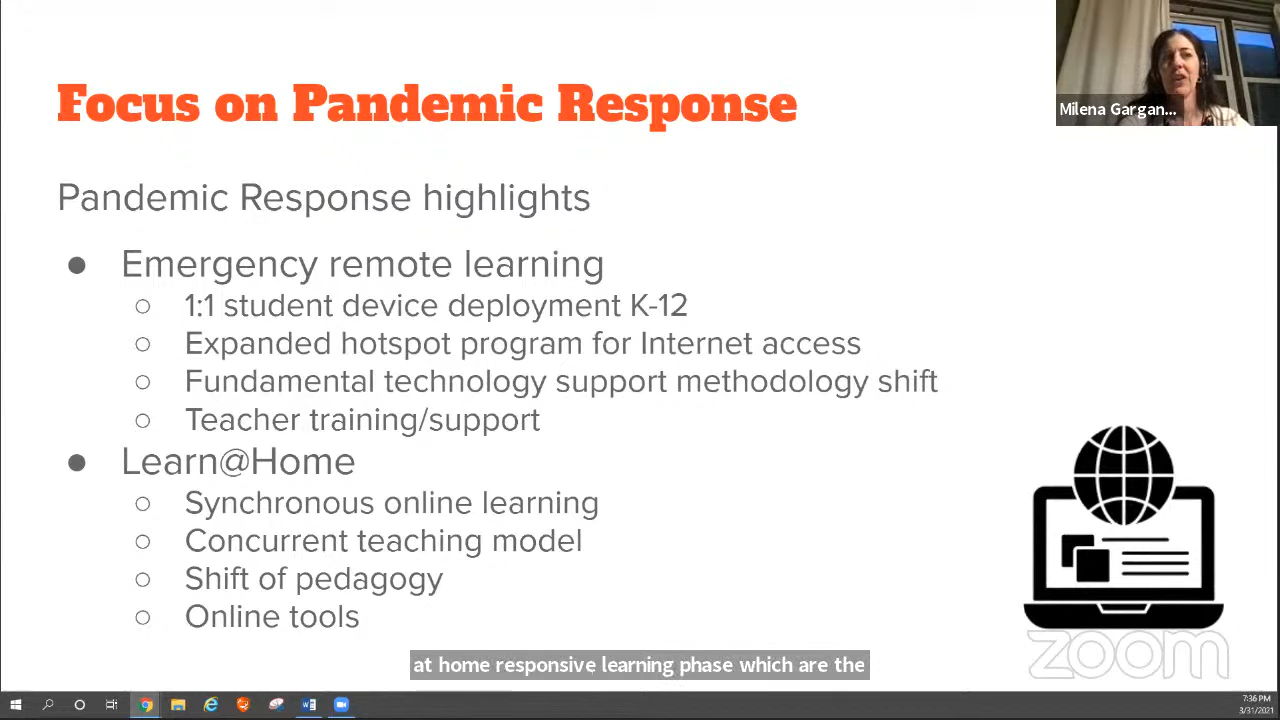 Focus on Pandemic Response
Milena Gargan...
Pandemic Response highlights
● Emergency remote learning
○ 1:1 student device deployment K-12
○ Expanded hotspot program for Internet access
○ Fundamental technology support methodology shift
○ Teacher training/support
● Learn@Home
○ Synchronous online learning
○ Concurrent teaching model
○ Shift of pedagogy
○ Online tools
zoom
at home responsive learning phase which are the
7:36 PM
3/31/2021